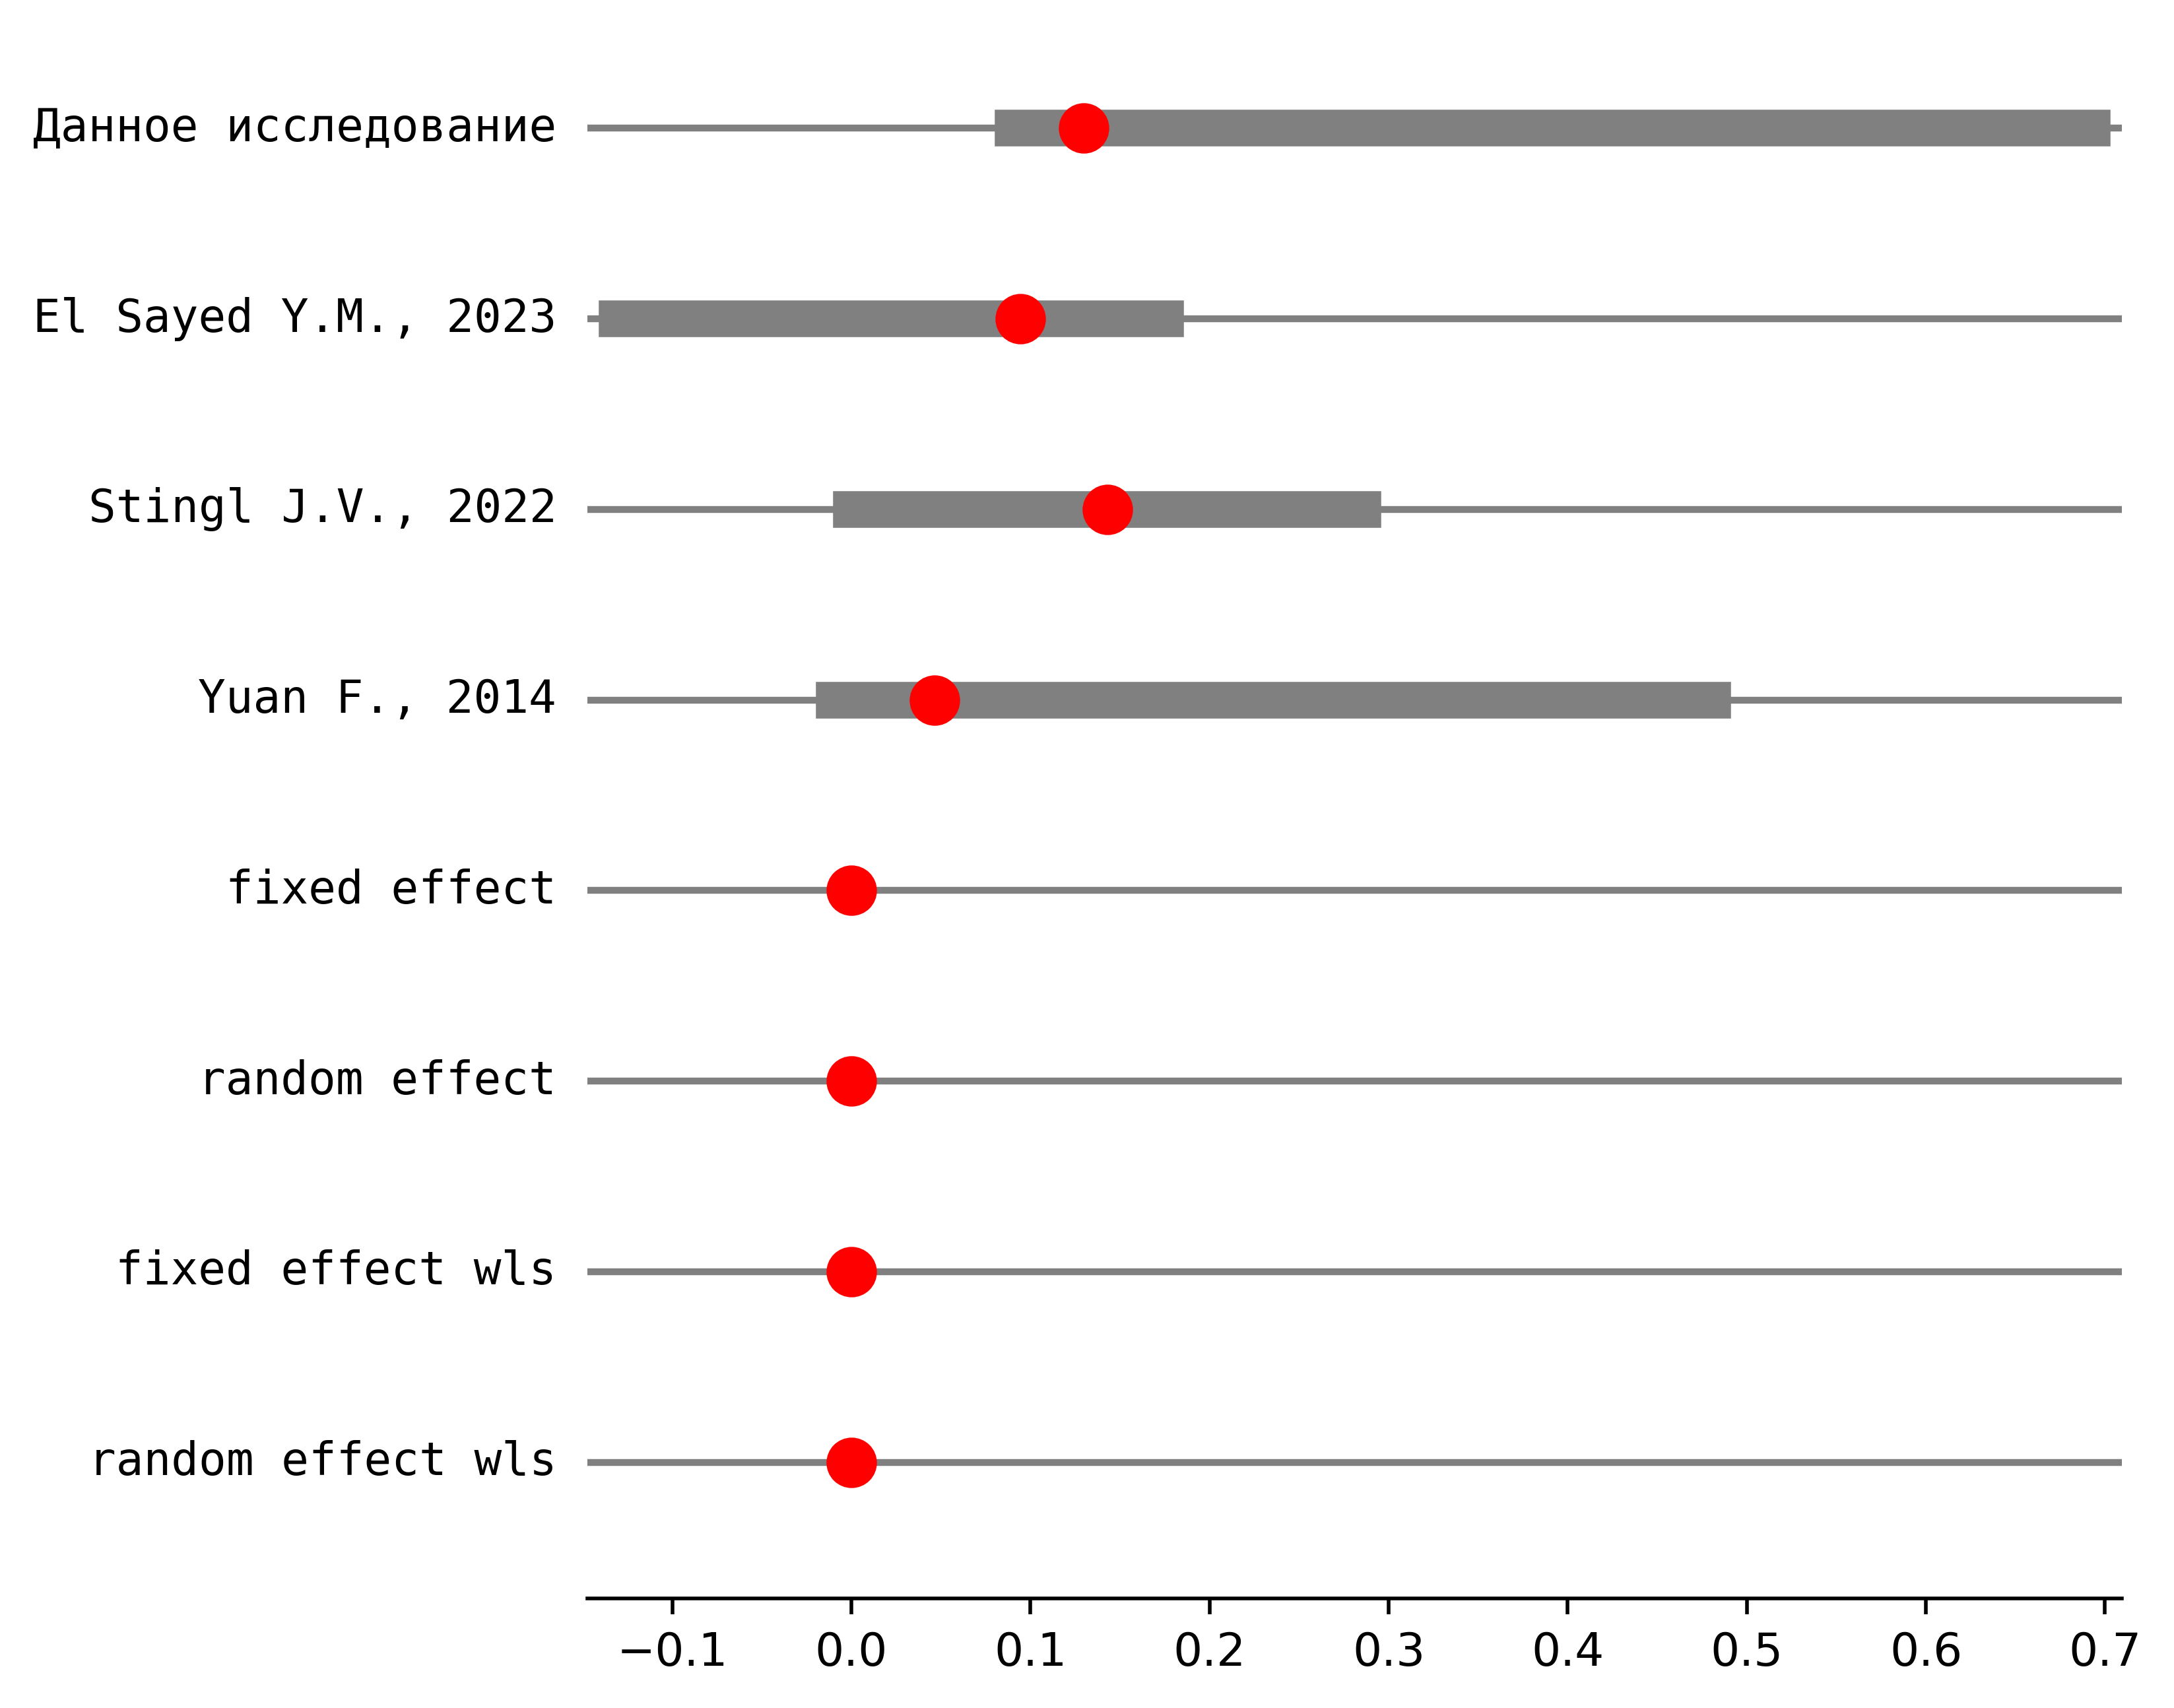 Данное исследование
El Sayed Y.M., 2023
Stingl J.V., 2022
Yuan F., 2014
fixed effect
random effect
fixed effect wls
random effect wls
−0.1 0.0 0.1 0.2 0.3 0.4 0.5 0.6 0.7